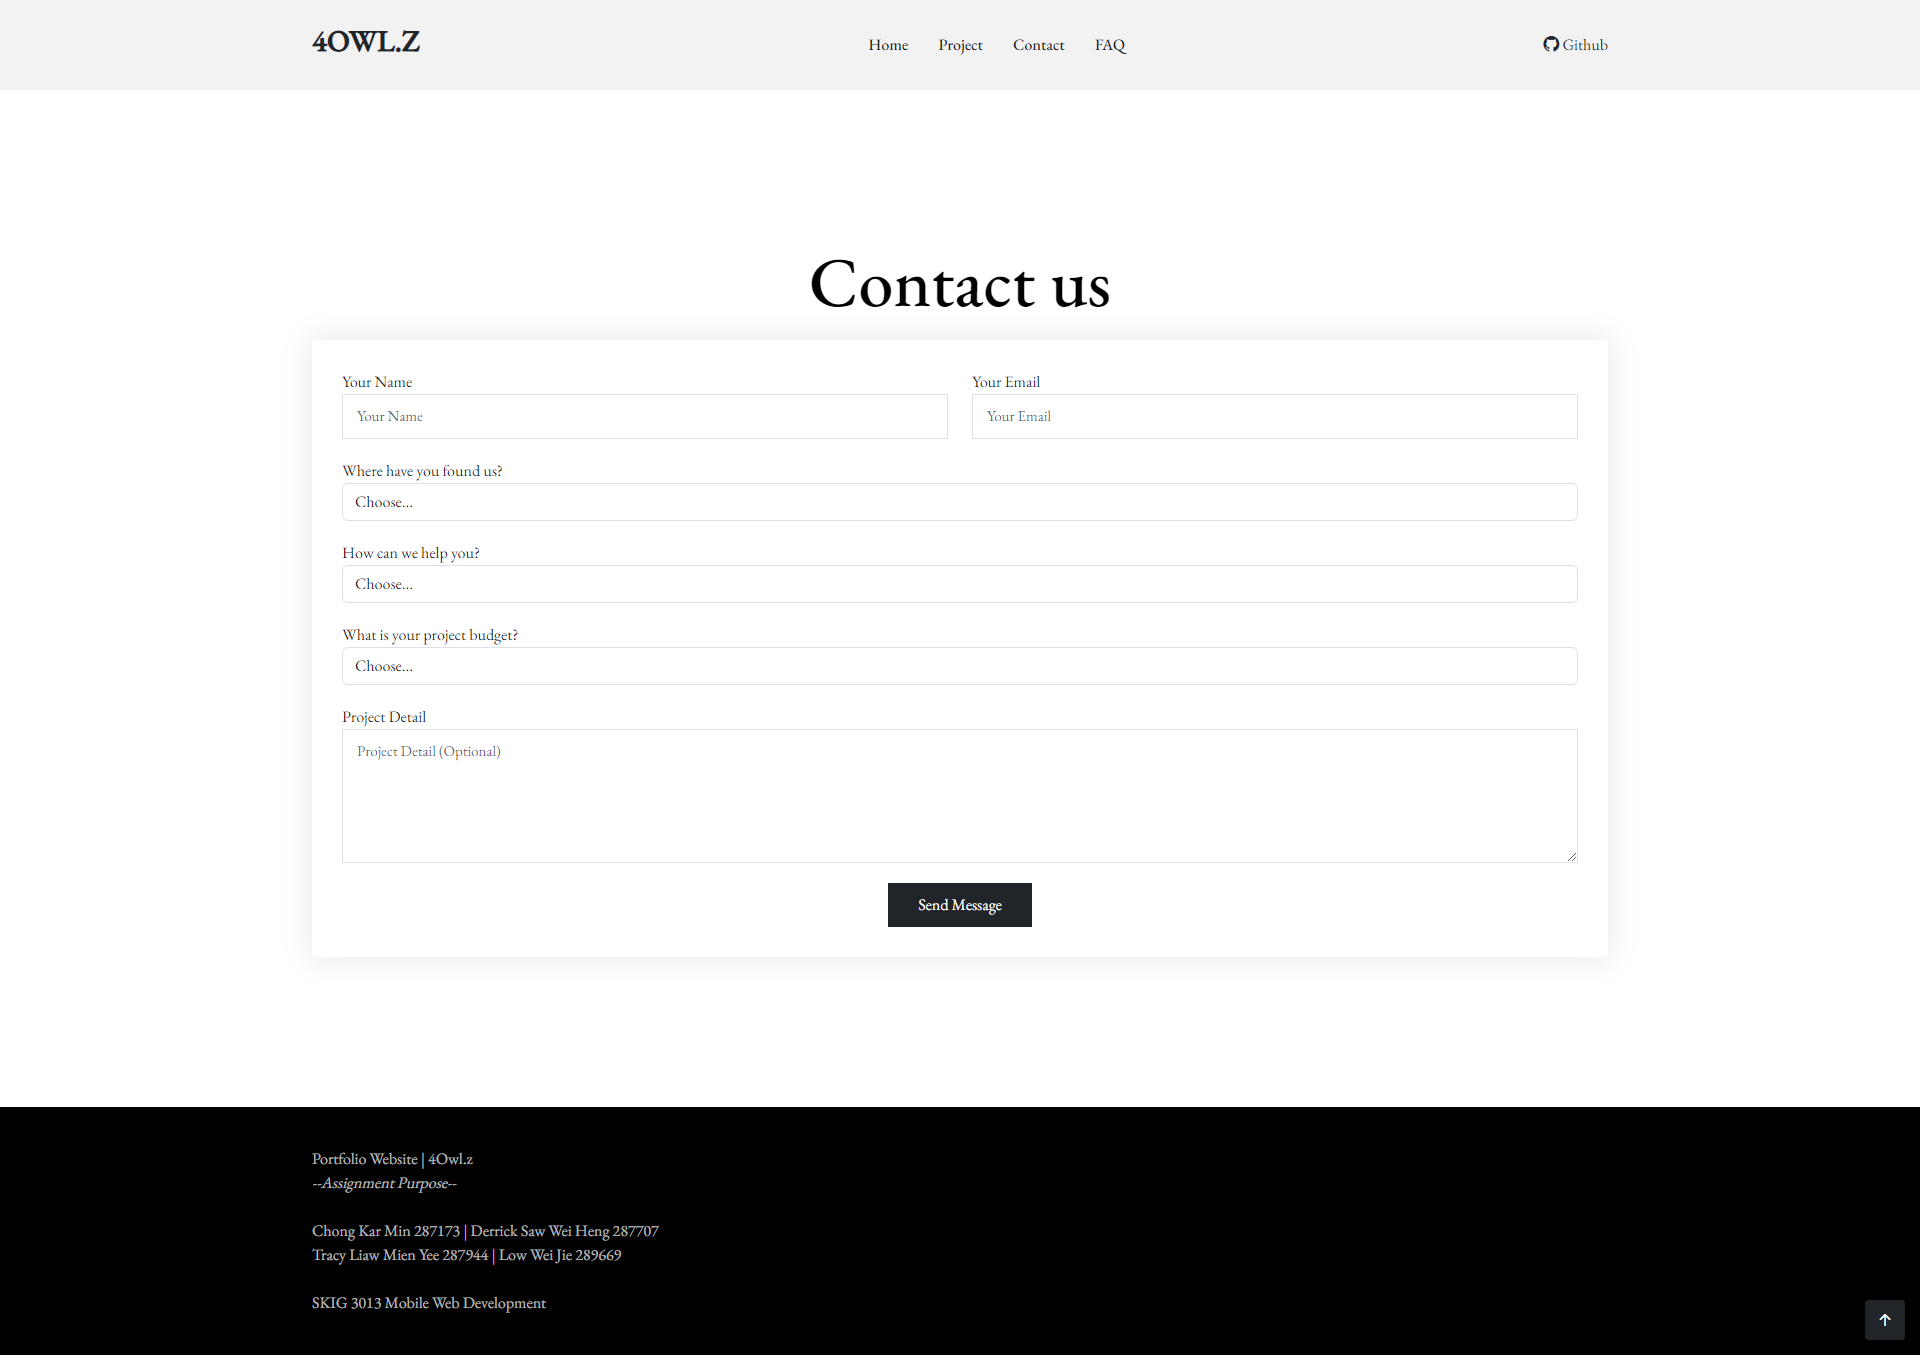 4OWL.Z
Home Project Contact FAQ
Github
Contact us
Your Name Your Email
Your Name Your Email
Where have you found us?
Choose...
How can we help you?
Choose...
What is your project budget?
Choose...
Project Detail
Project Detail (Optional)
Send Message
Portfolio Website | 4Owl.z
--Assignment Purpose--
Chong Kar Min 287173 | Derrick Saw Wei Heng 287707
Tracy Liaw Mien Yee 287944 | Low Wei Jie 289669
SKIG 3013 Mobile Web Development